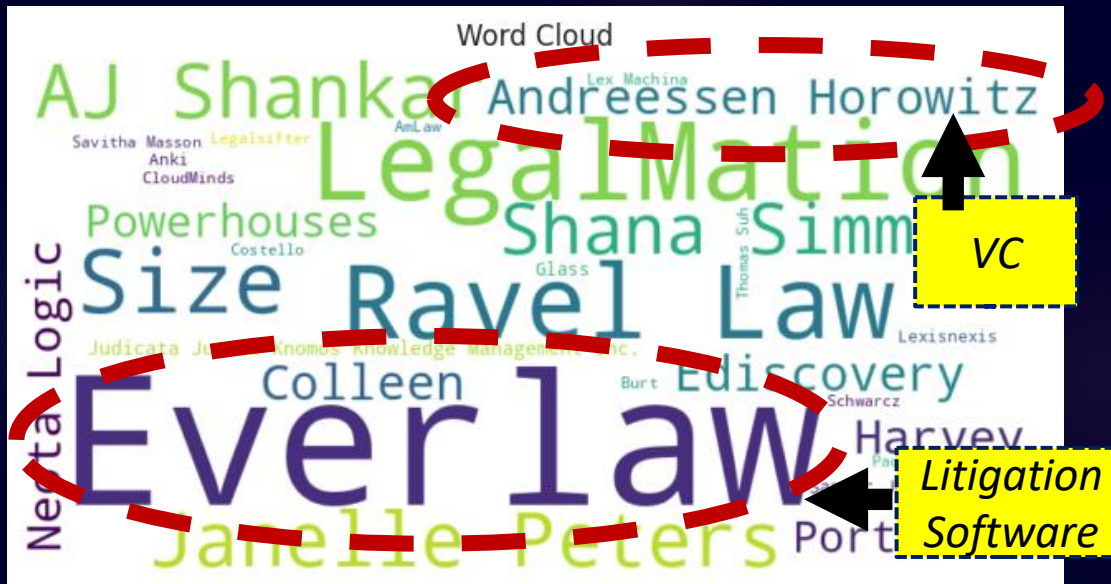 Word Cloud
AJ Shankar
Lex Machina
Andreessen Horowitz
AmLaw
Savitha Masson
Legalsifter
Anki
CloudMinds
LegalMation
VC
Powerhouses
Shana Simm
Thomas Suh
Costello
Size
Glass
Ravel Law
Lexisnexis
Neota Logic
Knomos Knowledge Management Inc.
Judicata
Colleen
Burt
Ediscovery
Schwarcz
Everlaw
Harvey
Litigation
Software
Janelle Peters
Port